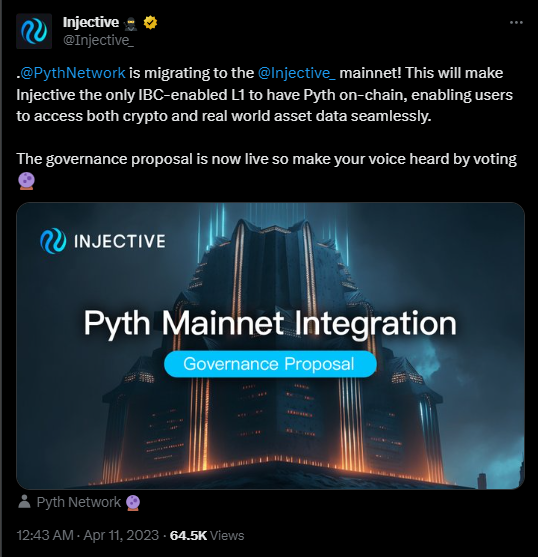 Injective 🥷
@Injective_
.@PythNetwork is migrating to the @Injective_ mainnet! This will make
Injective the only IBC-enabled L1 to have Pyth on-chain, enabling users
to access both crypto and real world asset data seamlessly.
The governance proposal is now live so make your voice heard by voting
🔮
INJECTIVE
Pyth Mainnet Integration
Governance Proposal
Pyth Network 🔮
12:43 AM · Apr 11, 2023 · 64.5K Views